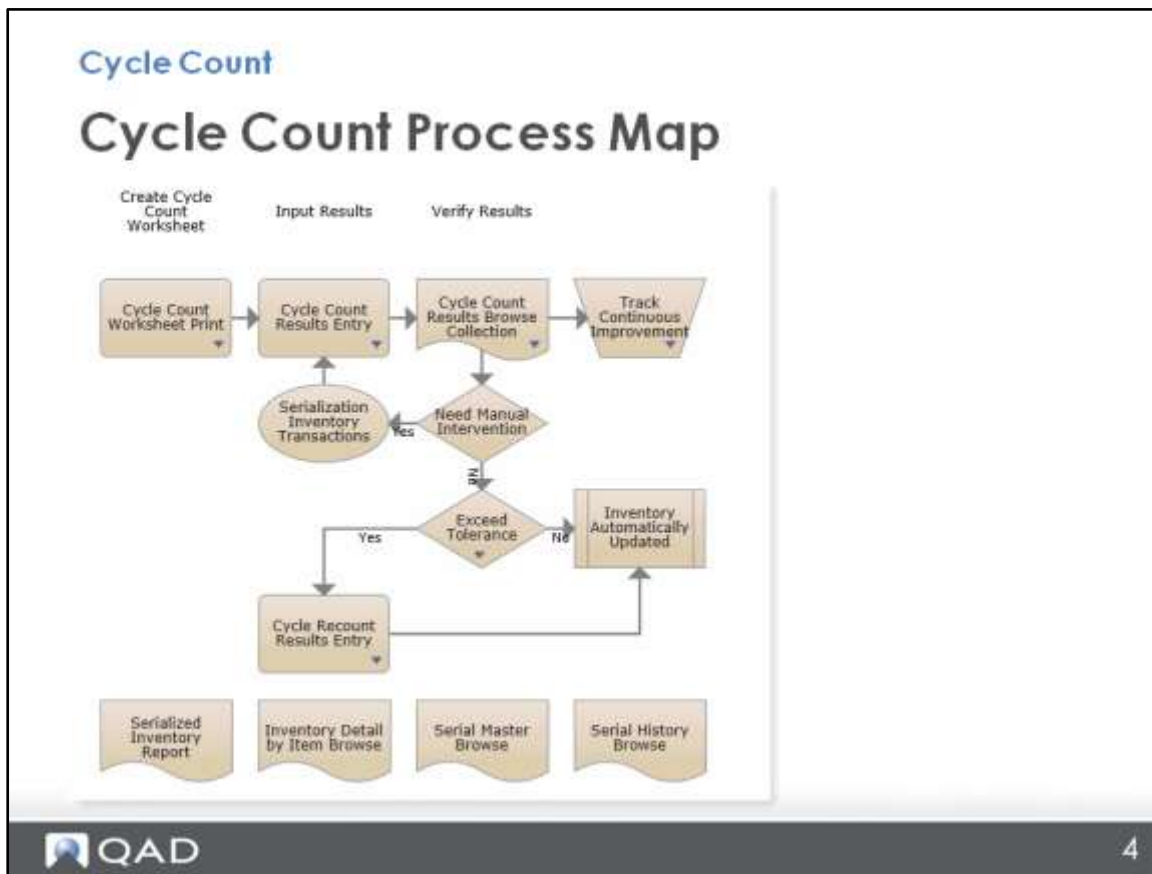 Cycle Count
Cycle Count Process Map
Create Cycle
Count
Worksheet
Input Results
Verify Results
Cycle Count
Worksheet Print
Cycle Count
Results Entry
Cycle Count
Results Browse
Collection
Track
Continuous
Improvement
Serialization
Inventory
Transactions
Yes
Need Manual
Intervention
No
Exceed
Tolerance
Yes
No
Inventory
Automatically
Updated
Cycle Recount
Results Entry
Serialized
Inventory
Report
Inventory Detail
by Item Browse
Serial Master
Browse
Serial History
Browse
QAD
4